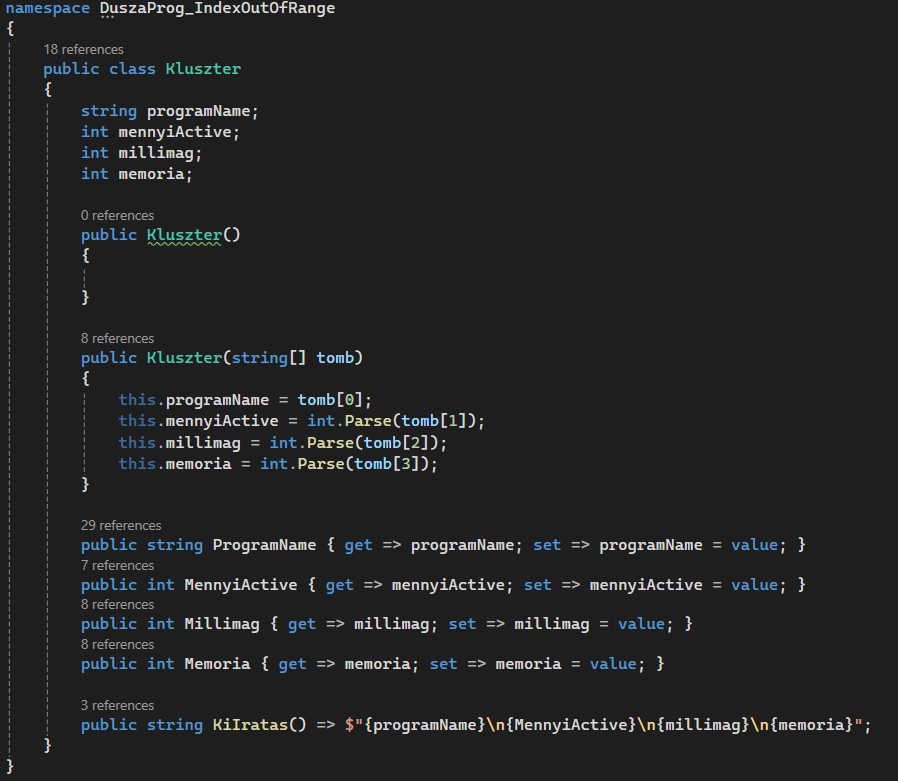 namespace DuszaProg_IndexOutOfRange
{
18 references
public class Kluszter
{
string programName;
int mennyiActive;
int millimag;
int memoria;
0 references
public Kluszter()
{
}
8 references
public Kluszter(string[] tomb)
{
this.programName = tomb[0];
this.mennyiActive = int.Parse(tomb[1]);
this.millimag = int.Parse(tomb[2]);
this.memoria = int.Parse(tomb[3]);
}
29 references
public string ProgramName { get => programName; set => programName = value; }
7 references
public int MennyiActive { get => mennyiActive; set => mennyiActive = value; }
8 references
public int Millimag { get => millimag; set => millimag = value; }
8 references
public int Memoria { get => memoria; set => memoria = value; }
3 references
public string KiIratas() => $"{programName}\n{MennyiActive}\n{millimag}\n{memoria}";
}
}